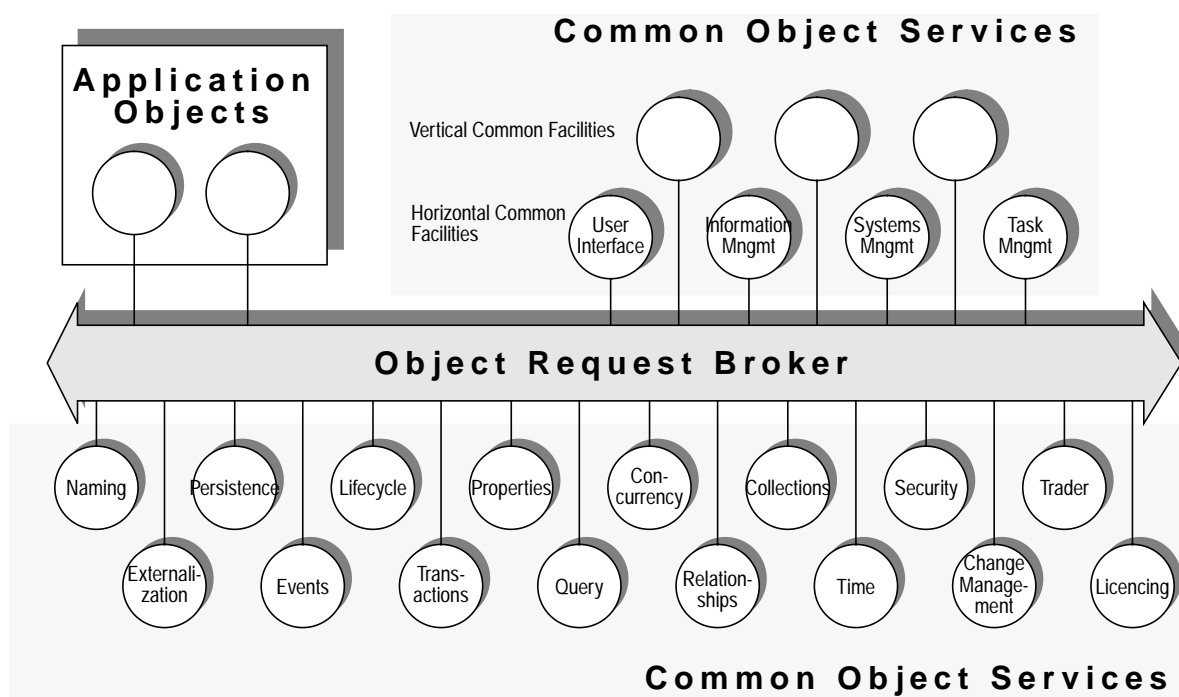 Common Object Services
Application
Objects
Vertical Common Facilities
Horizontal Common
Facilities
User
Interface
Information
Mngmt
Systems
Mngmt
Task
Mngmt
Object Request Broker
Naming
Persistence
Lifecycle
Properties
Con-
currency
Collections
Security
Trader
Externali-
zation
Events
Trans-
actions
Query
Relation-
ships
Time
Change
Manage-
ment
Licencing
Common Object Services